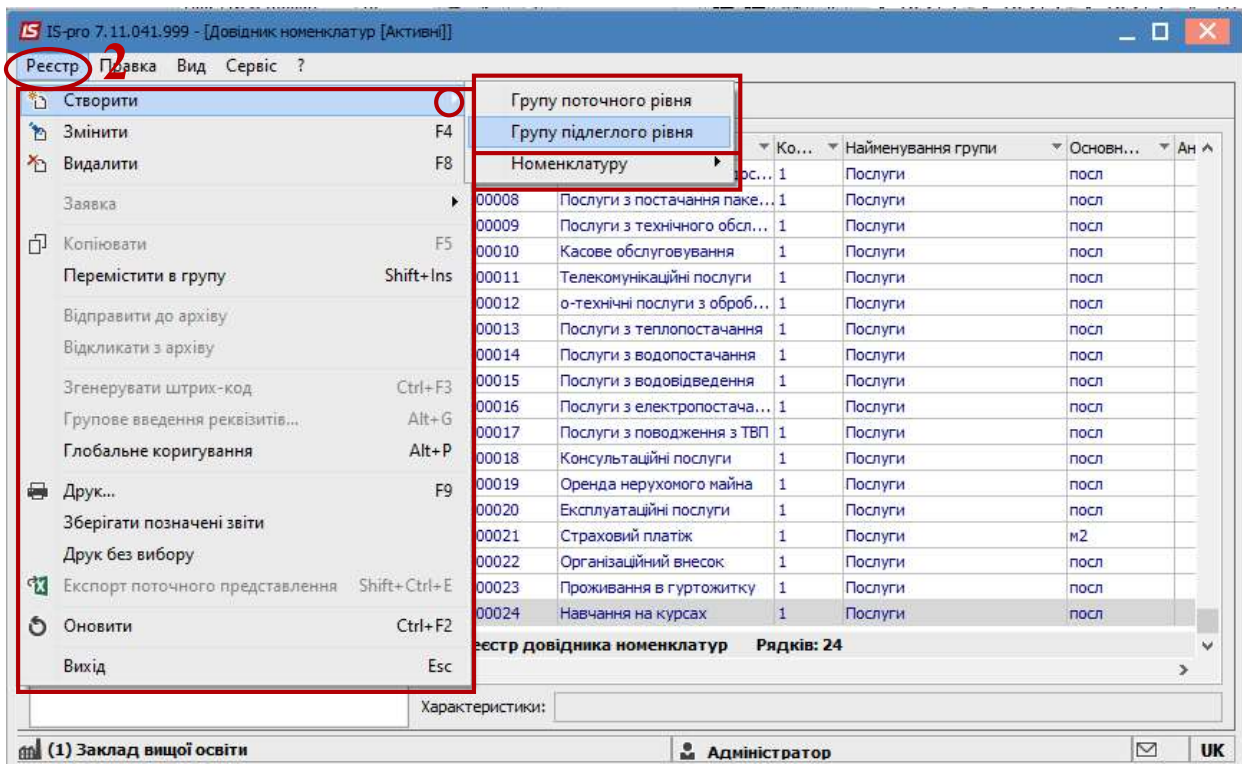 IS-pro 7.11.041.999 - [Довідник номенклатур [Активні]]
Реєстр Правка Вид Сервіс ?
2
Створити
Змінити F4
Видалити F8
Заявка
Копіювати F5
Перемістити в групу Shift+Ins
Відправити до архіву
Відкликати з архіву
Згенерувати штрих-код Ctrl+F3
Групове введення реквізитів... Alt+G
Глобальне коригування Alt+P
Друк... F9
Зберігати позначені звіти
Друк без вибору
Експорт поточного представлення Shift+Ctrl+E
Оновити Ctrl+F2
Вихід Esc
Групу поточного рівня
Групу підлеглого рівня
Номенклатуру
Ко... Найменування групи Основн... Ан
1 Послуги посл
00008 Послуги з постачання паке... 1 Послуги посл
00009 Послуги з технічного обсл... 1 Послуги посл
00010 Касове обслуговування 1 Послуги посл
00011 Телекомунікаційні послуги 1 Послуги посл
00012 о-технічні послуги з оброб... 1 Послуги посл
00013 Послуги з теплопостачання 1 Послуги посл
00014 Послуги з водопостачання 1 Послуги посл
00015 Послуги з водовідведення 1 Послуги посл
00016 Послуги з електропостача... 1 Послуги посл
00017 Послуги з поводження з ТВП 1 Послуги посл
00018 Консультаційні послуги 1 Послуги посл
00019 Оренда нерухомого майна 1 Послуги посл
00020 Експлуатаційні послуги 1 Послуги посл
00021 Страховий платіж 1 Послуги м2
00022 Організаційний внесок 1 Послуги посл
00023 Проживання в гуртожитку 1 Послуги посл
00024 Навчання на курсах 1 Послуги посл
еєстр довідника номенклатур Рядків: 24
Характеристики:
(1) Заклад вищої освіти Адміністратор UK